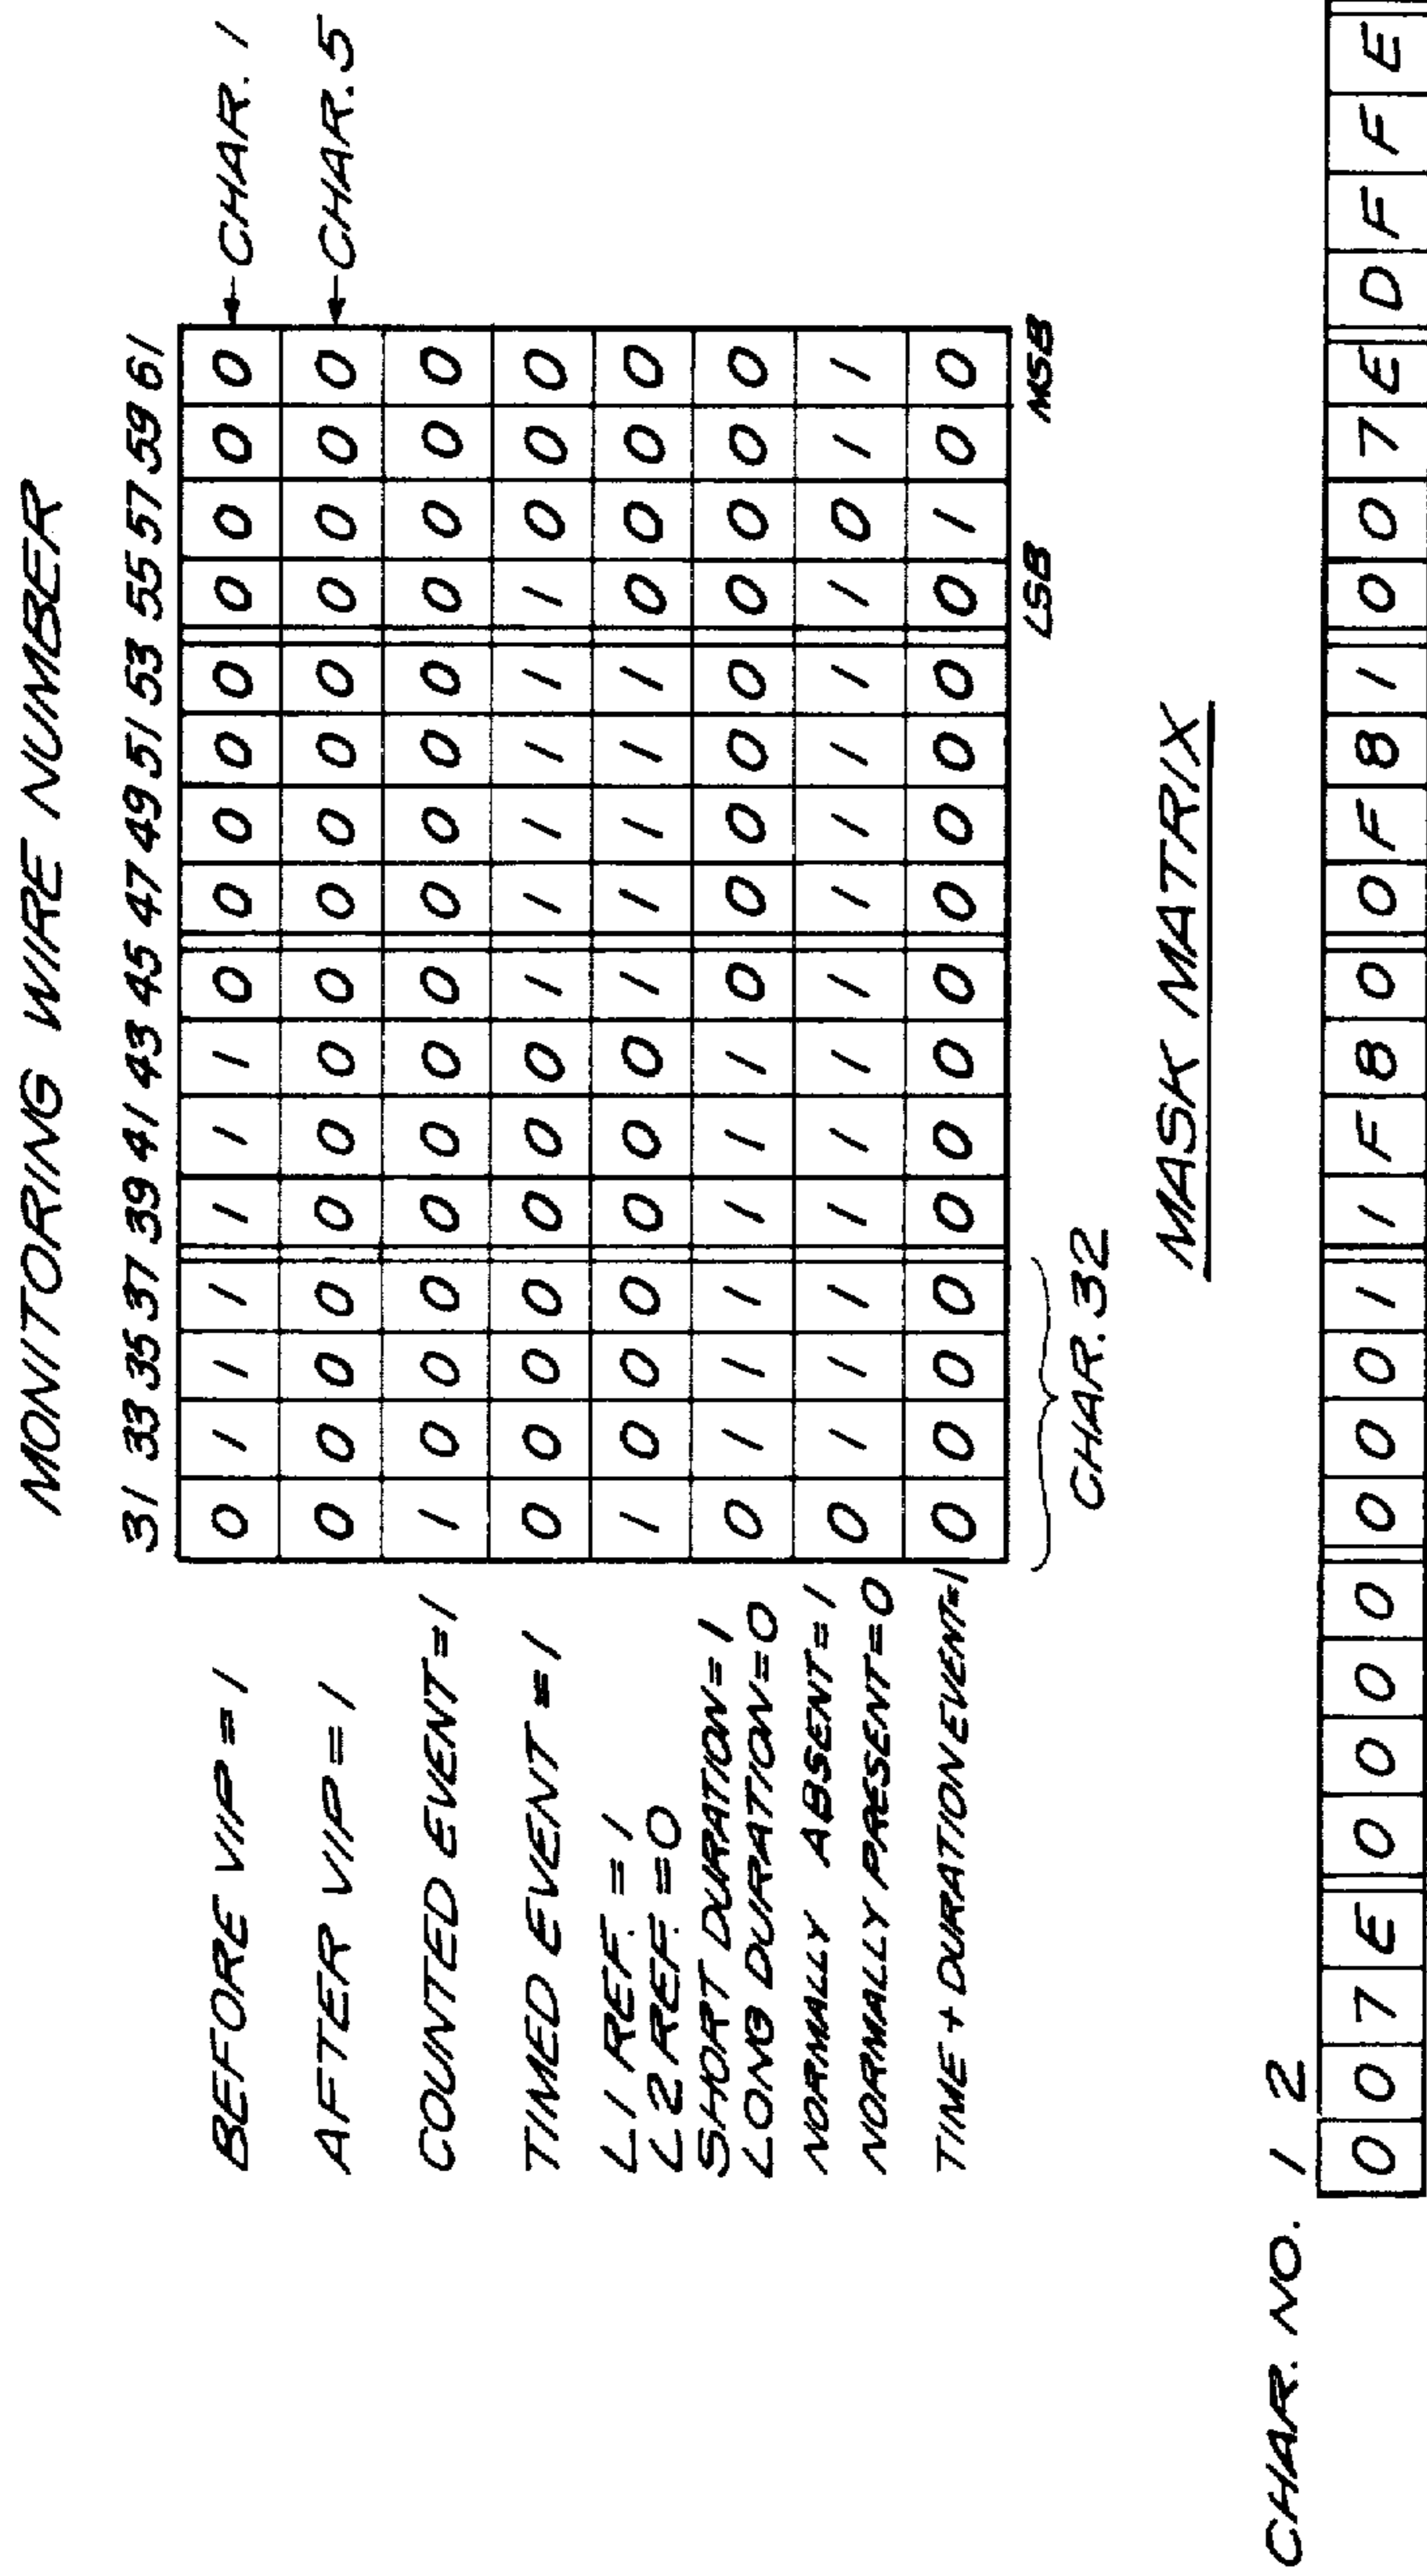 MONITORING WIRE NUMBER
31 33 35 37 39 41 43 45 47 49 51 53 55 57 59 61
BEFORE VIP = 1 0 1 1 1 1 1 1 0 0 0 0 0 0 0 0 0 ←CHAR. 1
AFTER VIP = 1 0 0 0 0 0 0 0 0 0 0 0 0 0 0 0 0 ←CHAR. 5
COUNTED EVENT=1 1 0 0 0 0 0 0 0 0 0 0 0 0 0 0 0
TIMED EVENT = 1 0 0 0 0 0 0 0 1 1 1 1 1 1 0 0 0
L1 REF. = 1 1 0 0 0 0 0 0 1 1 1 1 1 0 0 0 0
L2 REF. =0
SHORT DURATION= 1 0 1 1 1 1 1 1 0 0 0 0 0 0 0 0 0
LONG DURATION=0
NORMALLY ABSENT= 1 0 1 1 1 1 1 1 1 1 1 1 1 1 0 1 1
NORMALLY PRESENT=0
TIME + DURATION EVENT=1 0 0 0 0 0 0 0 0 0 0 0 0 0 1 0 0
LSB MSB
CHAR. 32
MASK MATRIX
CHAR. NO. 1 2
0 0 7 E 0 0 0 0 0 0 0 1 1 F 8 0 0 F 8 1 0 0 7 E D F F E